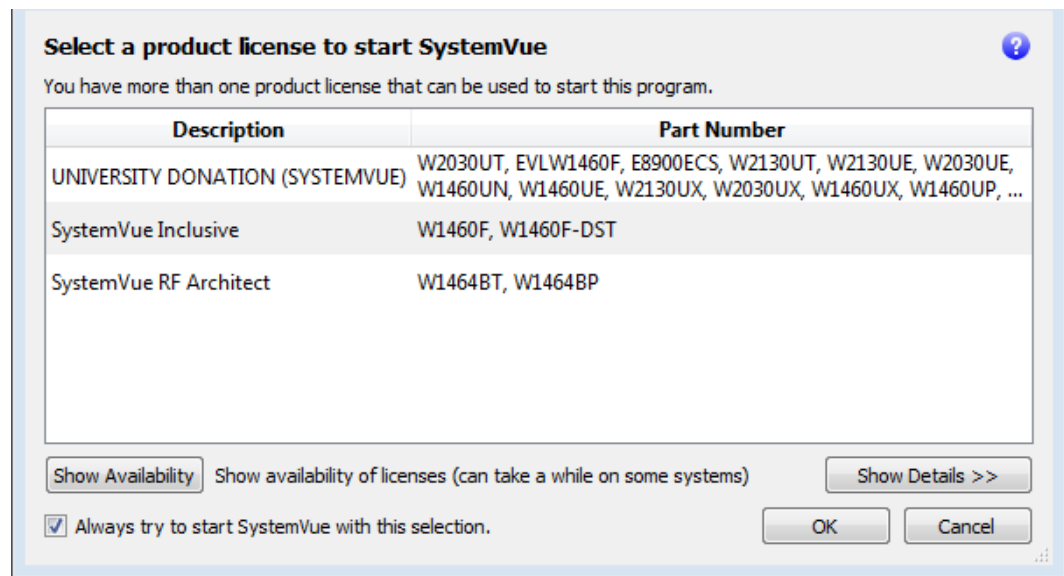 Select a product license to start SystemVue
?
You have more than one product license that can be used to start this program.
Description Part Number
UNIVERSITY DONATION (SYSTEMVUE) W2030UT, EVLW1460F, E8900ECS, W2130UT, W2130UE, W2030UE,
W1460UN, W1460UE, W2130UX, W2030UX, W1460UX, W1460UP, ...
SystemVue Inclusive W1460F, W1460F-DST
SystemVue RF Architect W1464BT, W1464BP
Show Availability Show availability of licenses (can take a while on some systems) Show Details >>
Always try to start SystemVue with this selection. OK Cancel